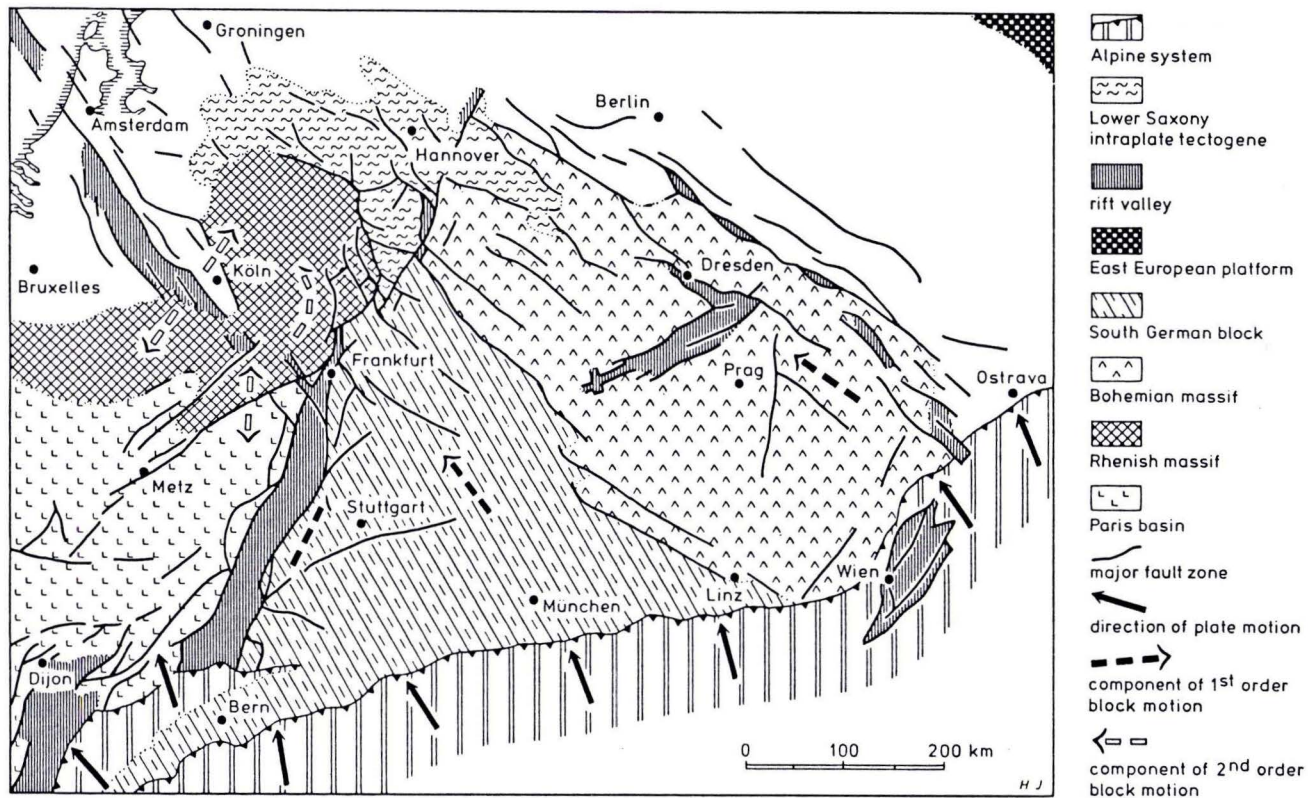 Groningen
Berlin
Amsterdam
Hannover
Dresden
Köln
Bruxelles
Frankfurt
Prag
Ostrava
Metz
Stuttgart
Wien
Linz
München
Dijon
Bern
0 100 200 km
H J
Alpine system
Lower Saxony
intraplate tectogene
rift valley
East European platform
South German block
Bohemian massif
Rhenish massif
Paris basin
major fault zone
direction of plate motion
component of 1st order
block motion
component of 2nd order
block motion